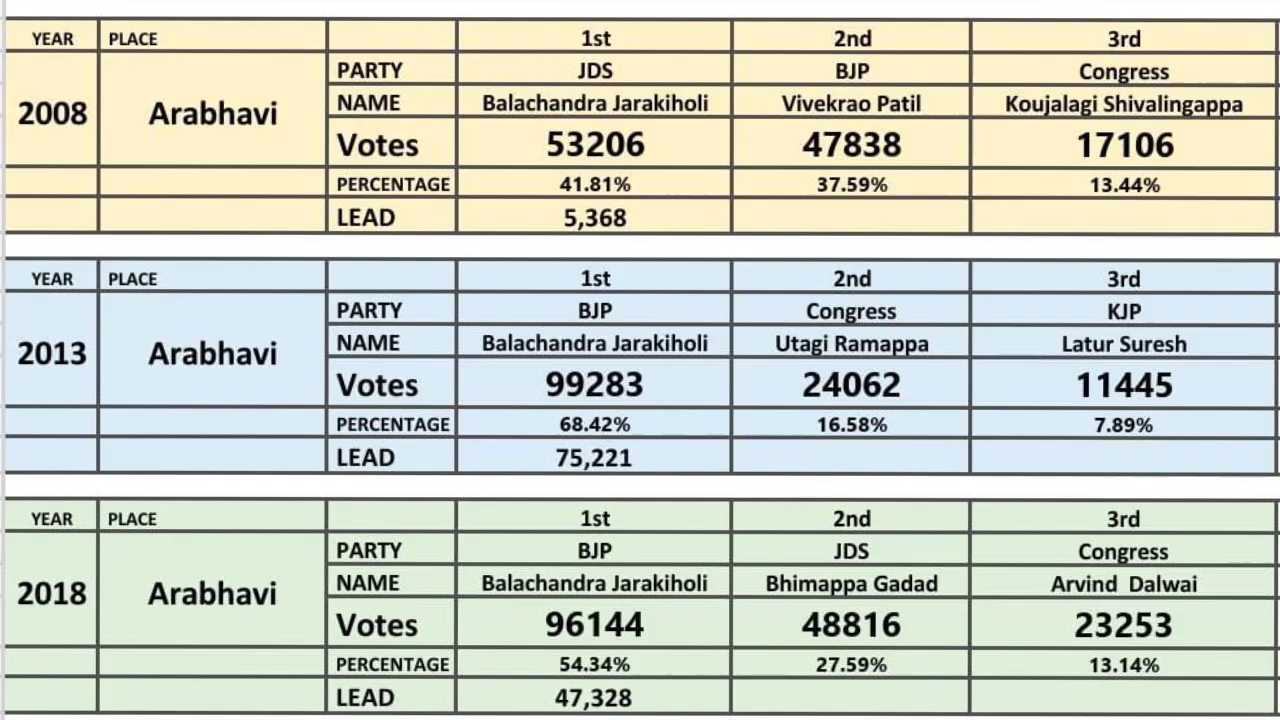 YEAR PLACE 1st 2nd 3rd
PARTY JDS BJP Congress
2008 Arabhavi NAME Balachandra Jarakiholi Vivekrao Patil Koujalagi Shivalingappa
Votes 53206 47838 17106
PERCENTAGE 41.81% 37.59% 13.44%
LEAD 5,368
YEAR PLACE 1st 2nd 3rd
PARTY BJP Congress KJP
2013 Arabhavi NAME Balachandra Jarakiholi Utagi Ramappa Latur Suresh
Votes 99283 24062 11445
PERCENTAGE 68.42% 16.58% 7.89%
LEAD 75,221
YEAR PLACE 1st 2nd 3rd
PARTY BJP JDS Congress
2018 Arabhavi NAME Balachandra Jarakiholi Bhimappa Gadad Arvind Dalwai
Votes 96144 48816 23253
PERCENTAGE 54.34% 27.59% 13.14%
LEAD 47,328